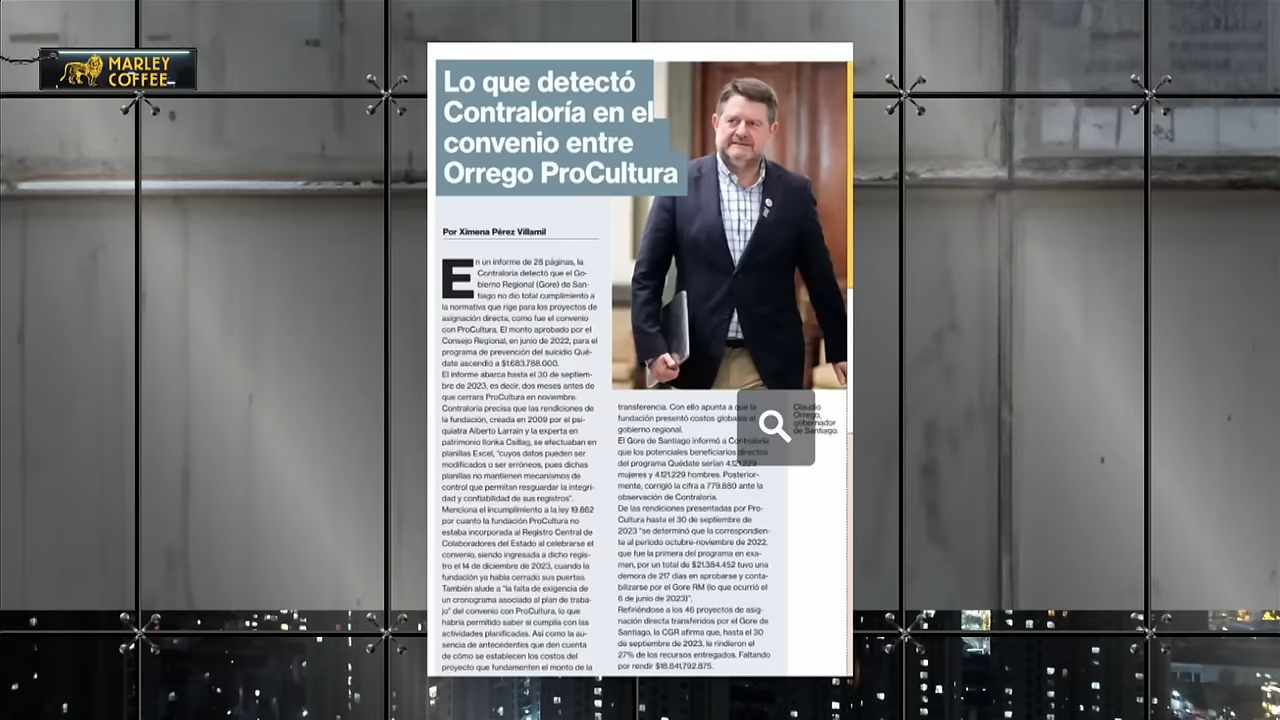 MARLEY
COFFEE
Lo que detectó
Contraloría en el
convenio entre
Orrego ProCultura
Por Ximena Pérez Villamil
En un informe de 28 páginas, la
Contraloría detectó que el Go-
bierno Regional (Gore) de San-
tiago no dio total cumplimiento a
la normativa que rige para los proyectos de
asignación directa, como fue el convenio
con ProCultura. El monto aprobado por el
Consejo Regional, en junio de 2022, para el
programa de prevención del suicidio Qué-
date ascendió a $1.683.788.000.
El informe abarca hasta el 30 de septiem-
bre de 2023, es decir, dos meses antes de
que cerrara ProCultura en noviembre.
Contraloría precisa que las rendiciones de
la fundación, creada en 2009 por el psi-
quiatra Alberto Larraín y la experta en
patrimonio Ilonka Csillag, se efectuaban en
planillas Excel, "cuyos datos pueden ser
modificados o ser erróneos, pues dichas
planillas no mantienen mecanismos de
control que permitan resguardar la integri-
dad y confiabilidad de sus registros".
Menciona el incumplimiento a la ley 19.862
por cuanto la fundación ProCultura no
estaba incorporada al Registro Central de
Colaboradores del Estado al celebrarse el
convenio, siendo ingresada a dicho regis-
tro el 14 de diciembre de 2023, cuando la
fundación ya había cerrado sus puertas.
También alude a "la falta de exigencia de
un cronograma asociado al plan de traba-
jo" del convenio con ProCultura, lo que
habría permitido saber si cumplía con las
actividades planificadas. Así como la au-
sencia de antecedentes que den cuenta
de cómo se establecen los costos del
proyecto que fundamenten el monto de la
transferencia. Con ello apunta a que la
fundación presentó costos globales al
gobierno regional.
El Gore de Santiago informó a Contraloría
que los potenciales beneficiarios directos
del programa Quédate serían 4.121.229
mujeres y 4.121.229 hombres. Posterior-
mente, corrigió la cifra a 779.880 ante la
observación de Contraloría.
De las rendiciones presentadas por Pro-
Cultura hasta el 30 de septiembre de
2023 "se determinó que la correspondien-
te al período octubre-noviembre de 2022,
que fue la primera del programa en exa-
men, por un total de $21.384.452 tuvo una
demora de 217 días en aprobarse y conta-
bilizarse por el Gore RM (lo que ocurrió el
6 de junio de 2023)".
Refiriéndose a los 46 proyectos de asig-
nación directa transferidos por el Gore de
Santiago, la CGR afirma que, hasta el 30
de septiembre de 2023, le rindieron el
27% de los recursos entregados. Faltando
por rendir $18.841.792.875.
Claudio
Orrego,
gobernador
de Santiago.